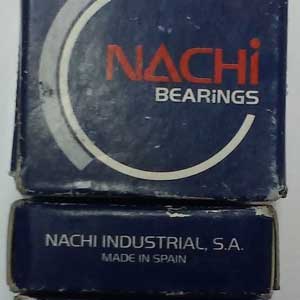 NACHi
BEARiNGS
NACHI INDUSTRIAL, S.A.
MADE IN SPAIN